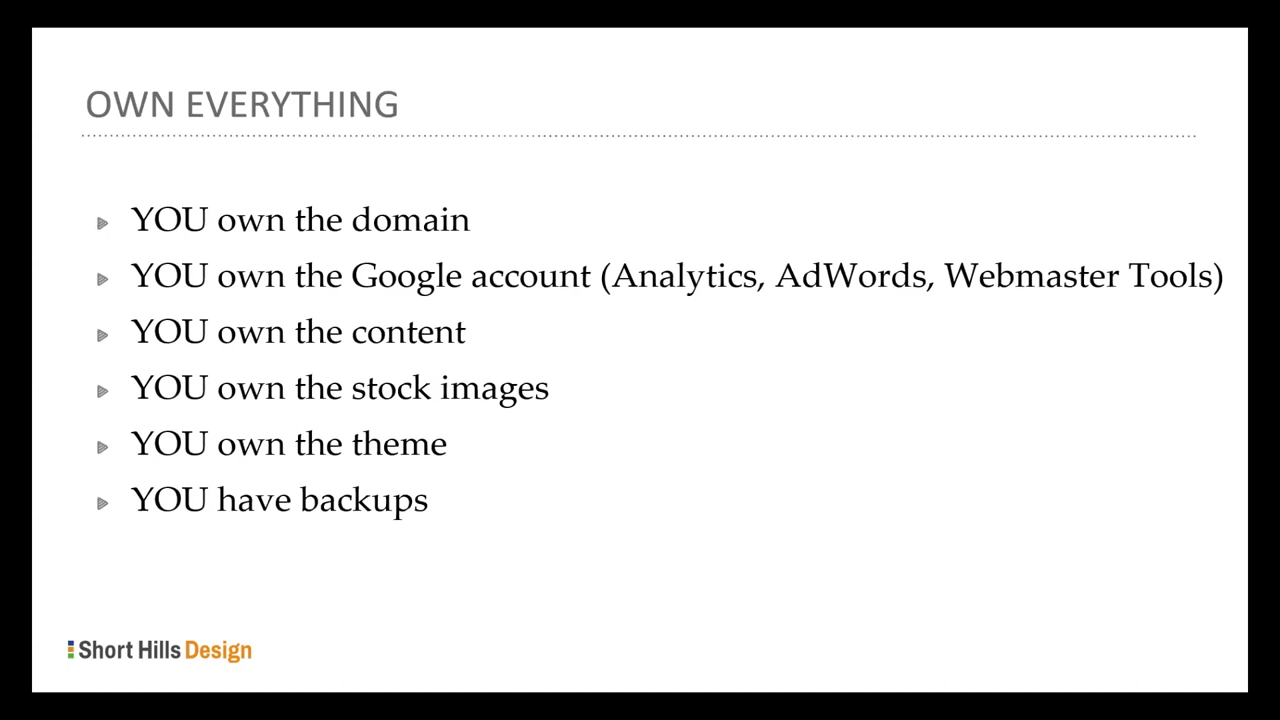 OWN EVERYTHING
YOU own the domain
YOU own the Google account (Analytics, AdWords, Webmaster Tools)
YOU own the content
YOU own the stock images
YOU own the theme
YOU have backups
Short Hills Design